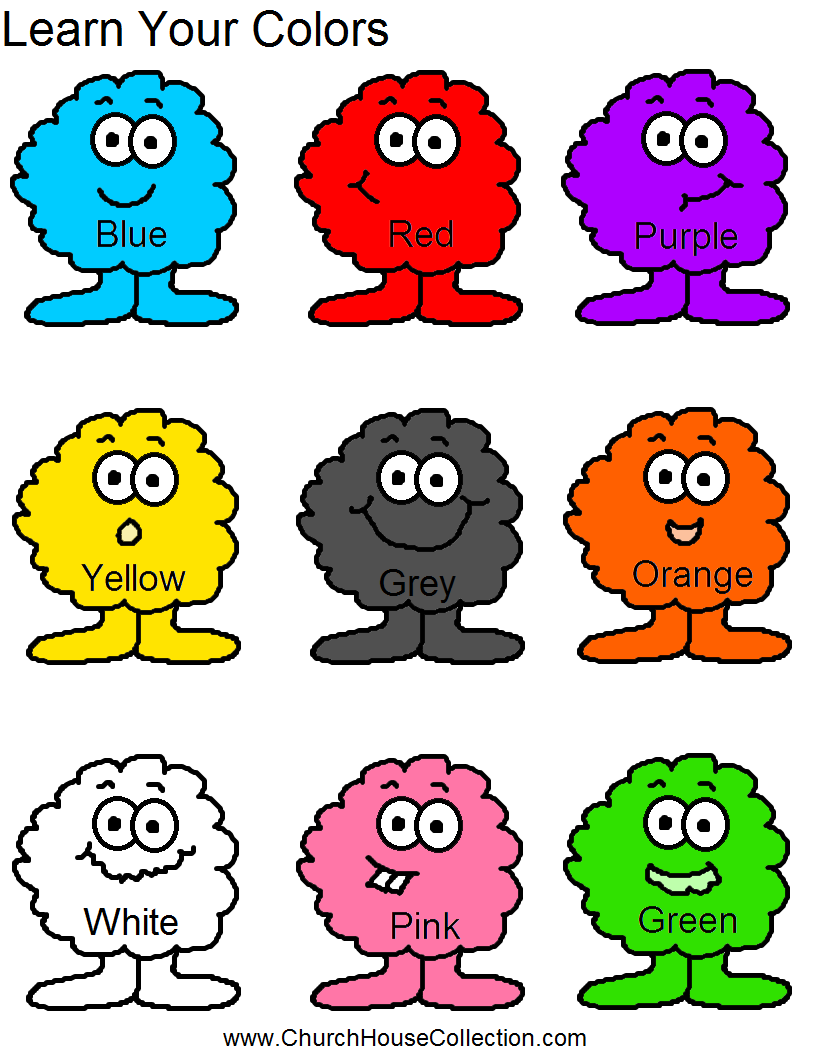 Learn Your Colors
Blue
Red
Purple
Yellow
Grey
Orange
White
Pink
Green
www.ChurchHouseCollection.com